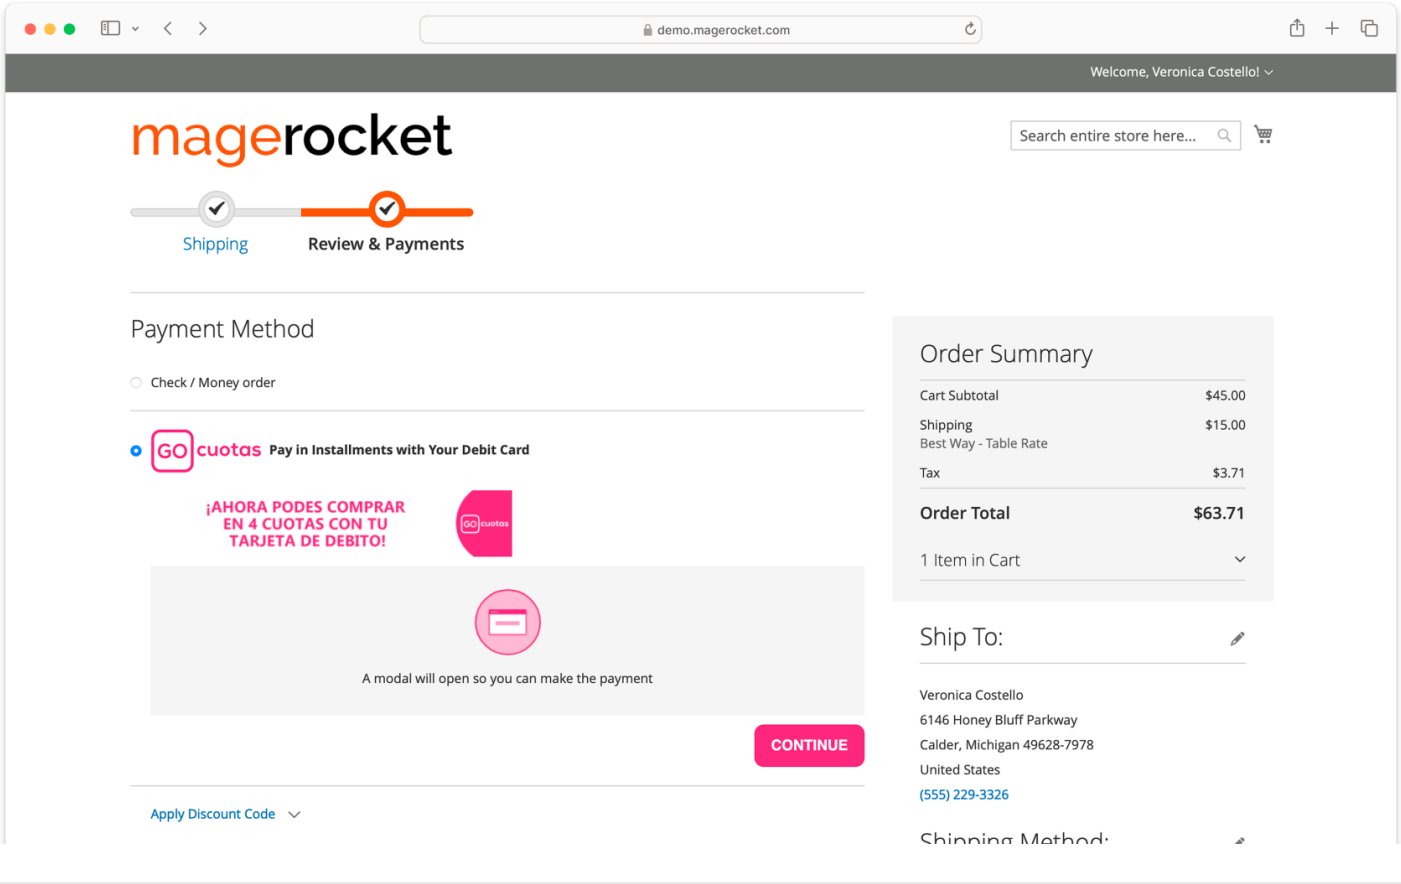 demo.magerocket.com
Welcome, Veronica Costello!
magerocket
Search entire store here...
Shipping
Review & Payments
Payment Method
Check / Money order
GO cuotas Pay in Installments with Your Debit Card
¡AHORA PODES COMPRAR
EN 4 CUOTAS CON TU
TARJETA DE DEBITO!
GO cuotas
A modal will open so you can make the payment
CONTINUE
Apply Discount Code
Order Summary
Cart Subtotal $45.00
Shipping $15.00
Best Way - Table Rate
Tax $3.71
Order Total $63.71
1 Item in Cart
Ship To:
Veronica Costello
6146 Honey Bluff Parkway
Calder, Michigan 49628-7978
United States
(555) 229-3326
Shipping Method: